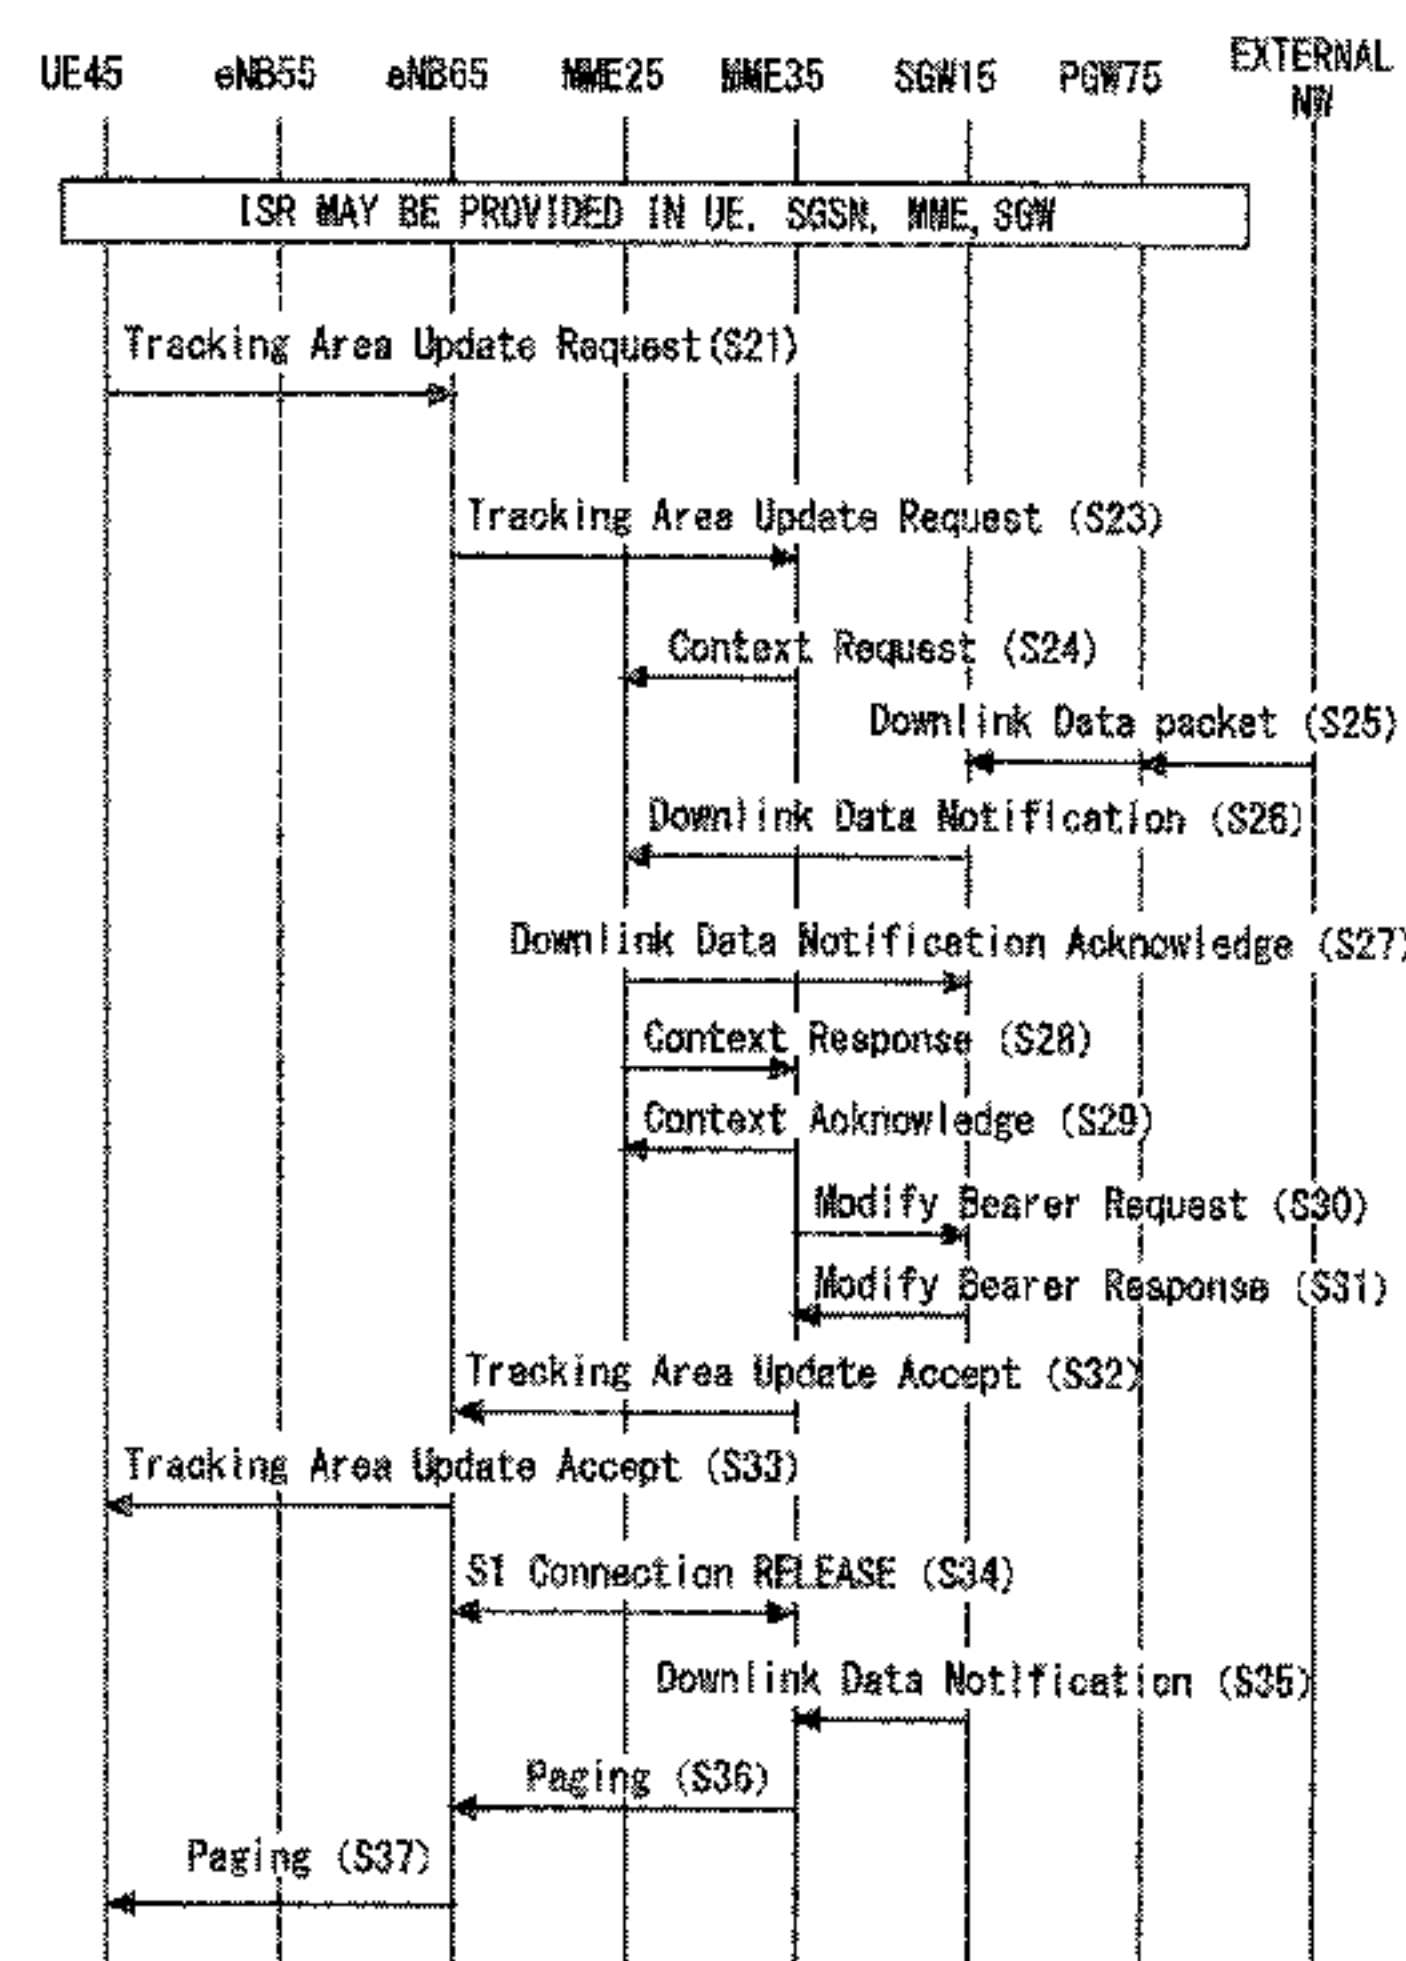 UE45 eNB55 eNB65 MME25 MME35 SGW15 PGW75 EXTERNAL NW
ISR MAY BE PROVIDED IN UE. SGSN, MME, SGW
Tracking Area Update Request(S21)
Tracking Area Update Request (S23)
Context Request (S24)
Downlink Data packet (S25)
Downlink Data Notification (S26)
Downlink Data Notification Acknowledge (S27)
Context Response (S28)
Context Acknowledge (S29)
Modify Bearer Request (S30)
Modify Bearer Response (S31)
Tracking Area Update Accept (S32)
Tracking Area Update Accept (S33)
S1 Connection RELEASE (S34)
Downlink Data Notification (S35)
Paging (S36)
Paging (S37)